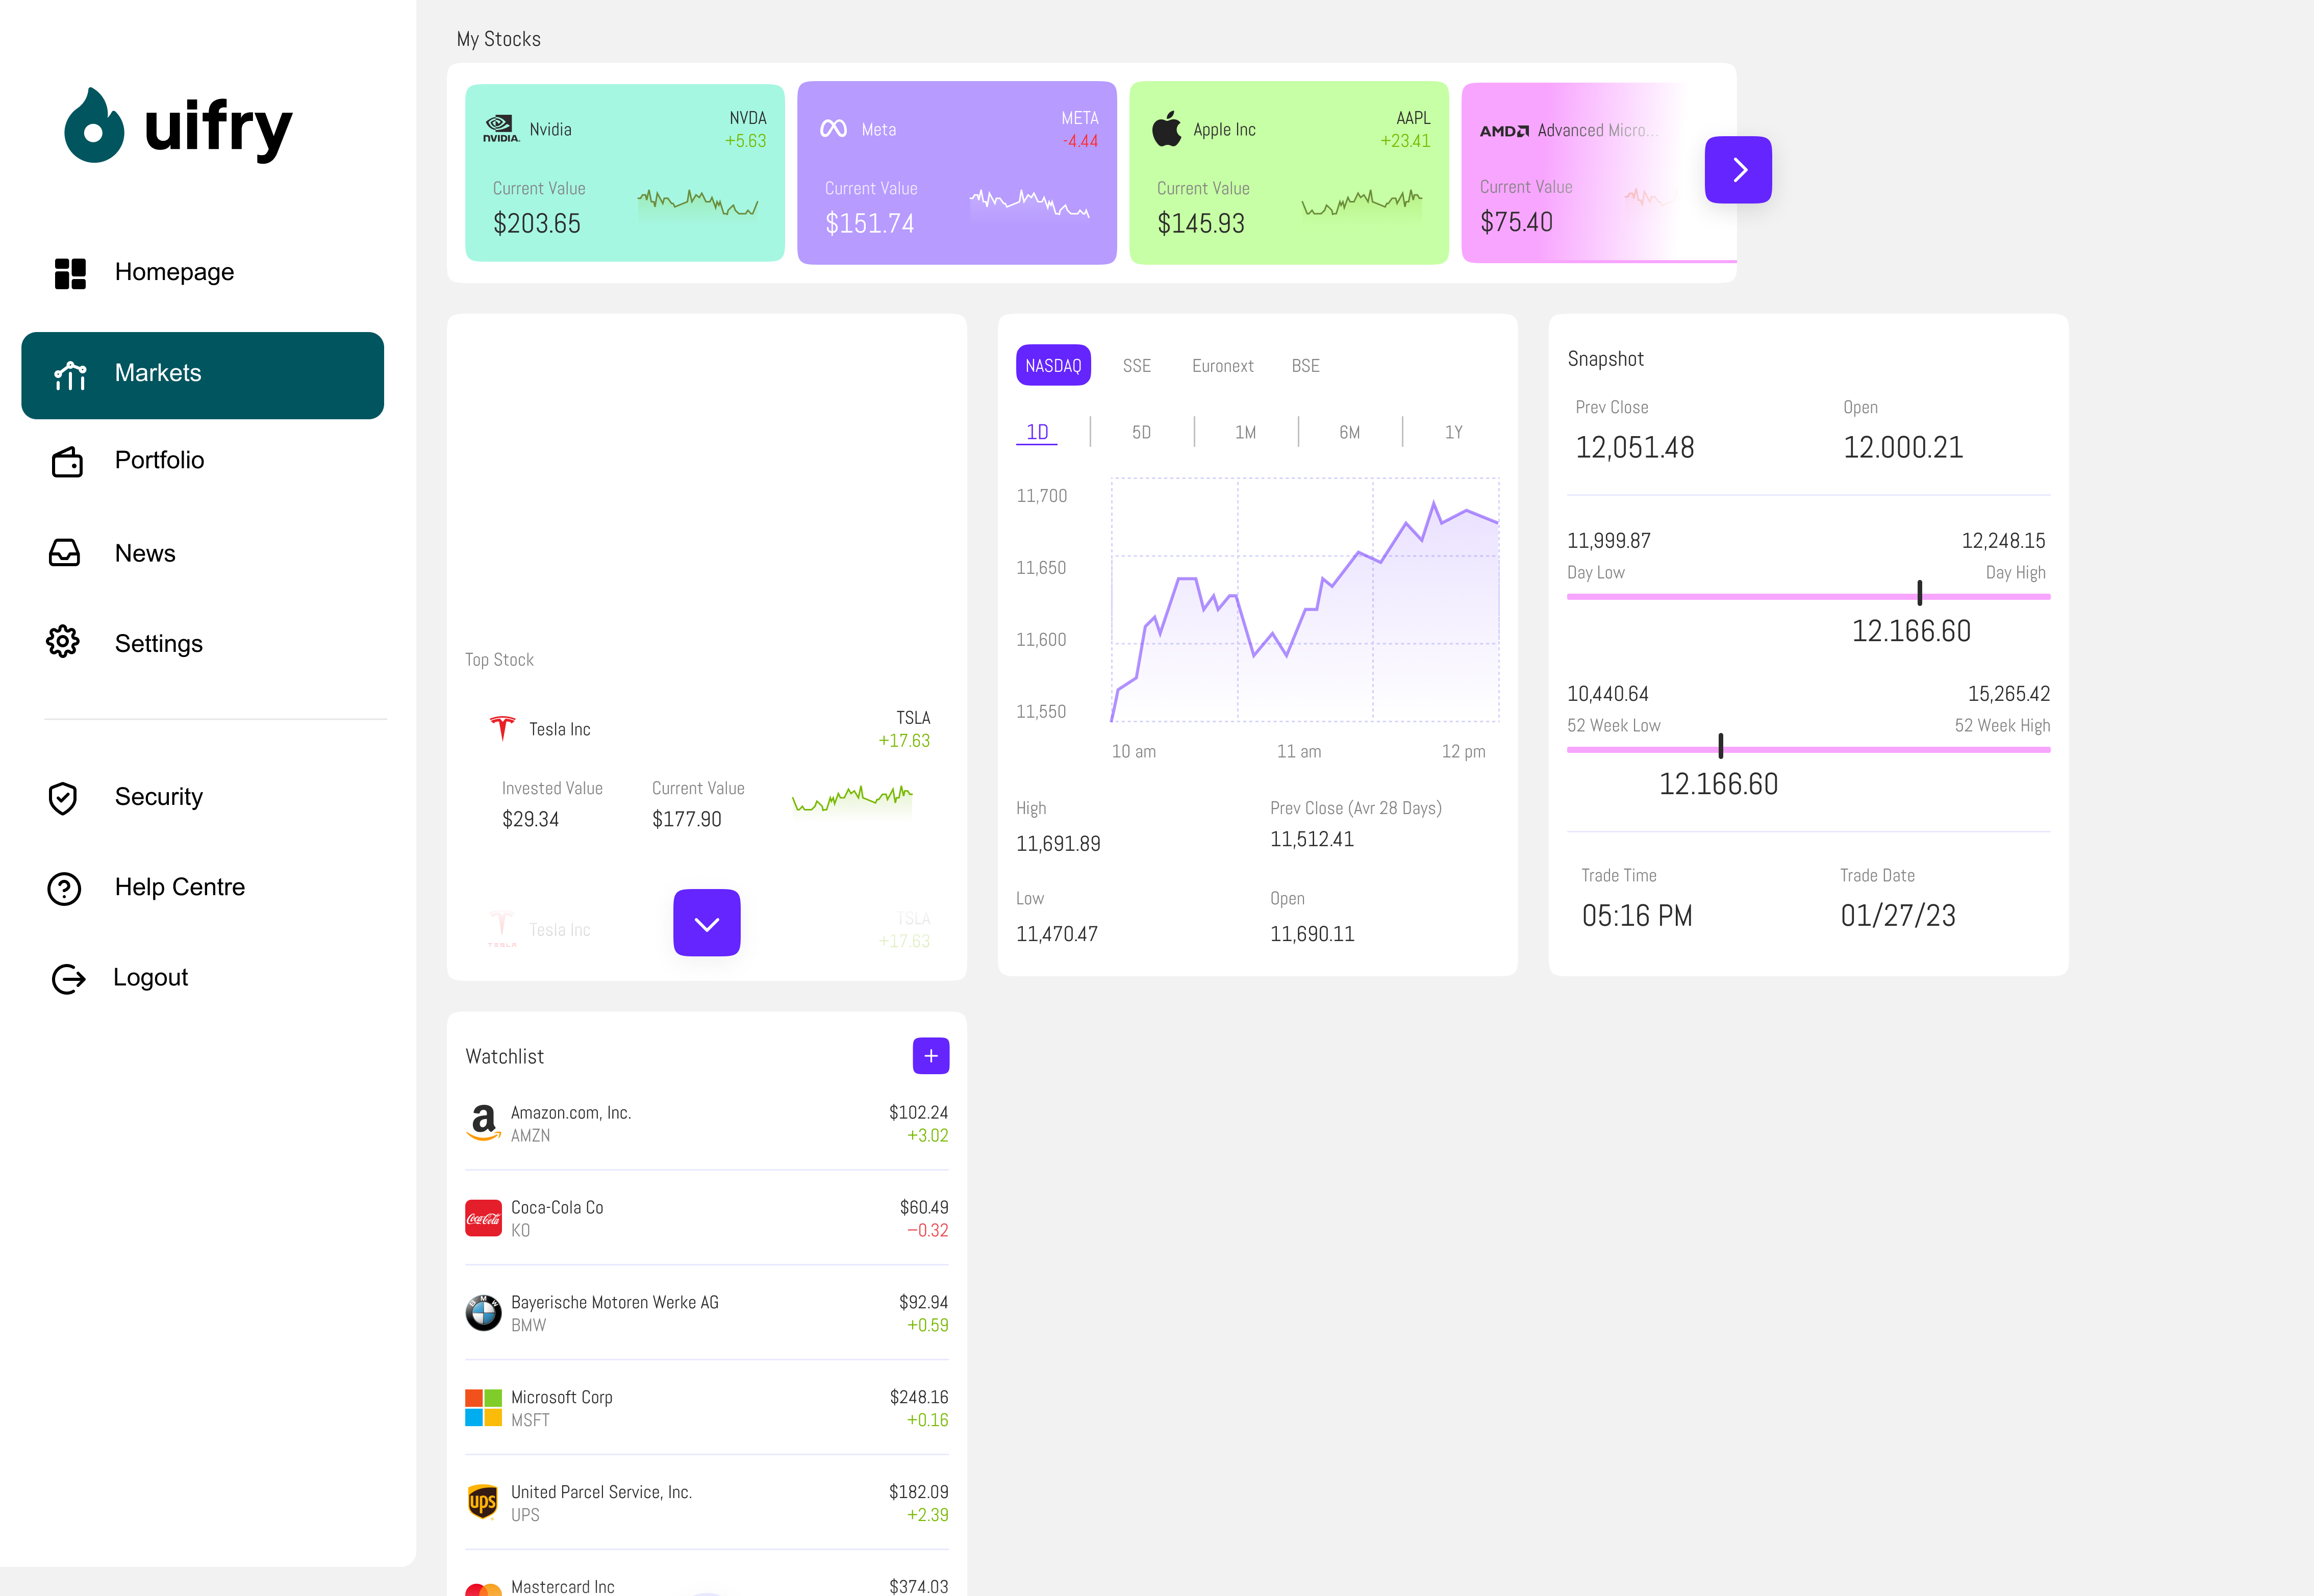 uifry
Homepage
Markets
Portfolio
News
Settings
Security
Help Centre
Logout
My Stocks
NVIDIA.
Nvidia
NVDA
+5.63
Current Value
$203.65
Meta
META
-4.44
Current Value
$151.74
Apple Inc
AAPL
+23.41
Current Value
$145.93
AMD
Advanced Micro...
Current Value
$75.40
Top Stock
Tesla Inc
TSLA
+17.63
Invested Value
$29.34
Current Value
$177.90
TESLA
Tesla Inc
TSLA
+17.63
NASDAQ
SSE
Euronext
BSE
1D
5D
1M
6M
1Y
11,700
11,650
11,600
11,550
10 am
11 am
12 pm
High
11,691.89
Prev Close (Avr 28 Days)
11,512.41
Low
11,470.47
Open
11,690.11
Snapshot
Prev Close
12,051.48
Open
12.000.21
11,999.87
Day Low
12,248.15
Day High
12.166.60
10,440.64
52 Week Low
15,265.42
52 Week High
12.166.60
Trade Time
05:16 PM
Trade Date
01/27/23
Watchlist
a
Amazon.com, Inc.
AMZN
$102.24
+3.02
Coca-Cola
Coca-Cola Co
KO
$60.49
−0.32
BMW
Bayerische Motoren Werke AG
BMW
$92.94
+0.59
Microsoft Corp
MSFT
$248.16
+0.16
ups
United Parcel Service, Inc.
UPS
$182.09
+2.39
Mastercard Inc
$374.03